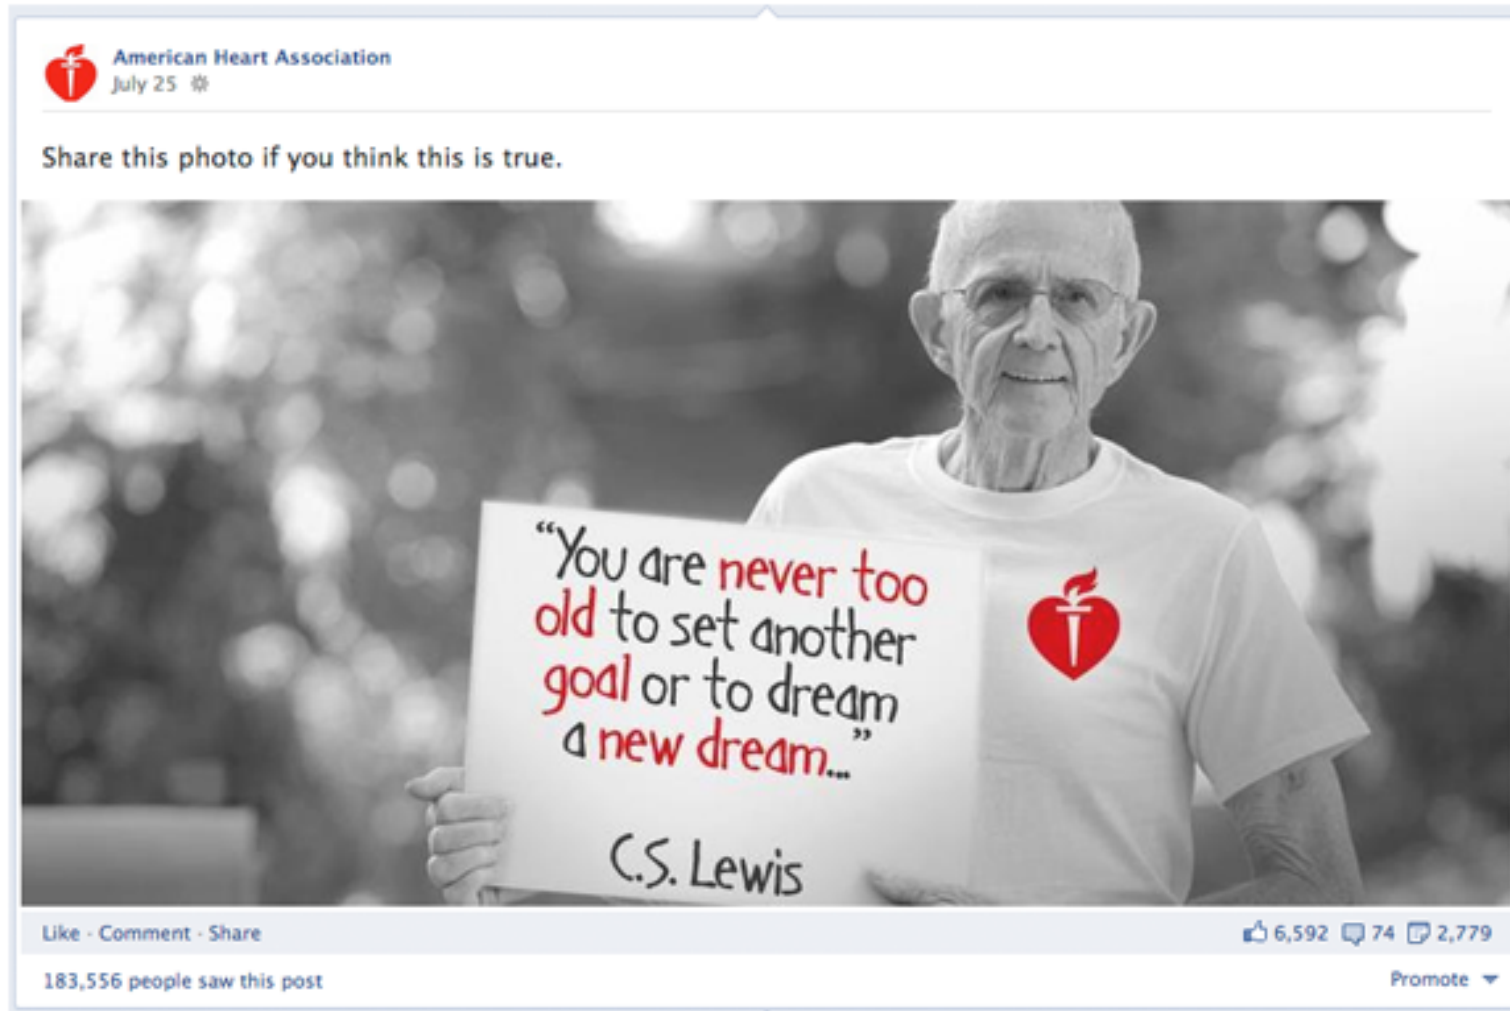 American Heart Association
July 25
Share this photo if you think this is true.
“You are never too
old to set another
goal or to dream
a new dream...”
C.S. Lewis
Like · Comment · Share
6,592 74 2,779
183,556 people saw this post
Promote